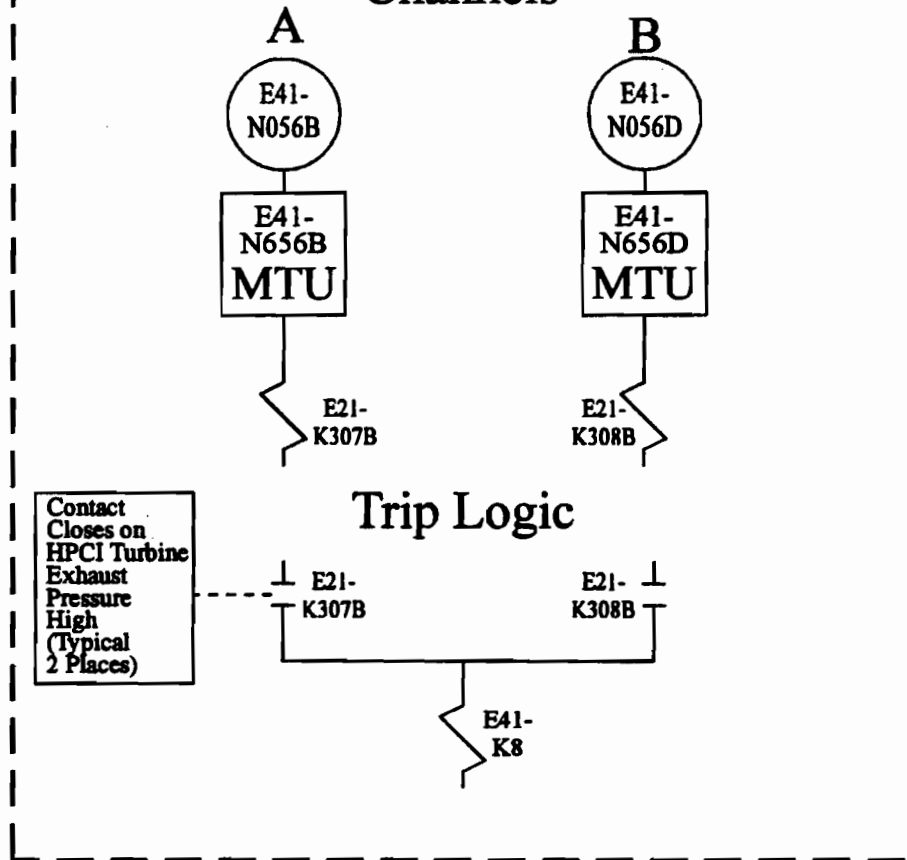 Channels
A
B
E41-
N056B
E41-
N056D
E41-
N656B
MTU
E41-
N656D
MTU
E21-
K307B
E21-
K308B
Trip Logic
Contact
Closes on
HPCI Turbine
Exhaust
Pressure
High
(Typical
2 Places)
E21-
K307B
E21-
K308B
E41-
K8